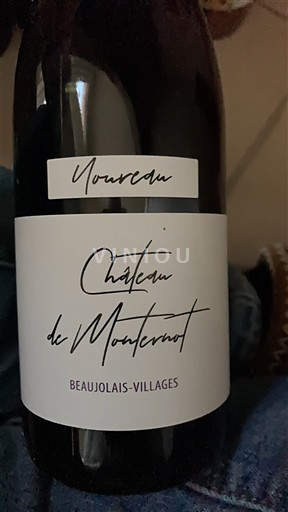 Nouveau
VINIOU
Château
de Monternot
BEAUJOLAIS-VILLAGES